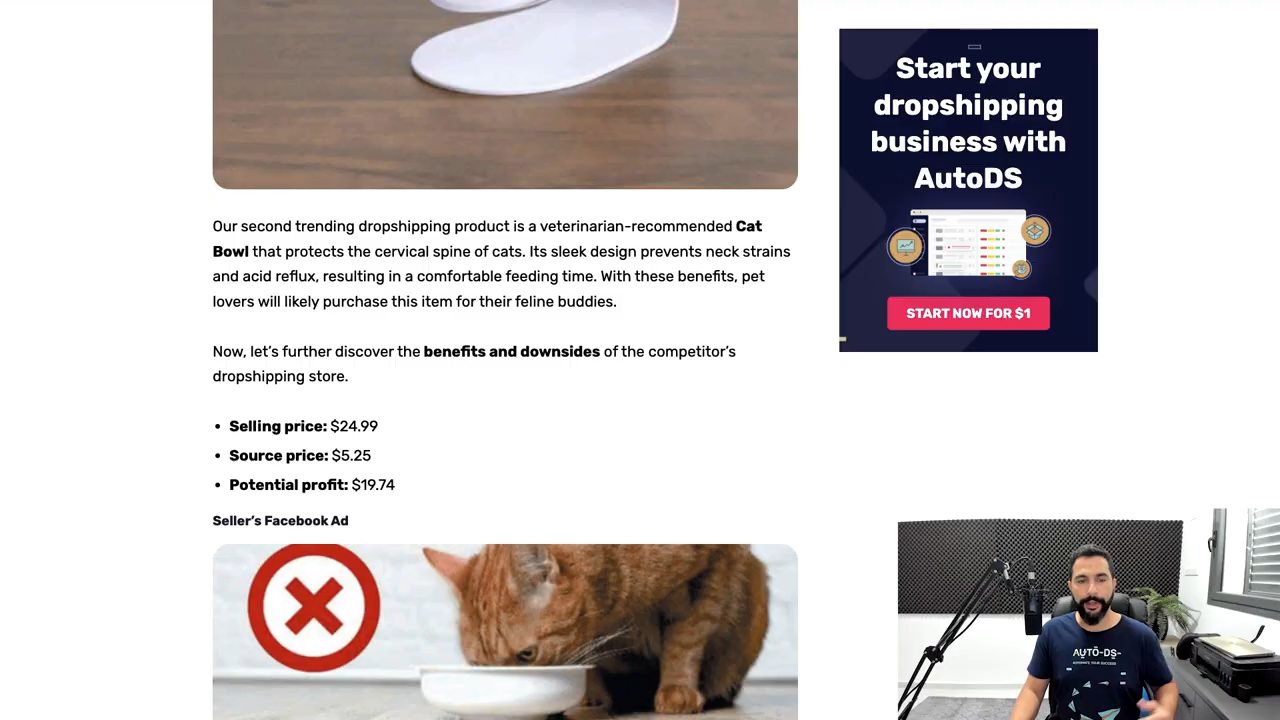 Our second trending dropshipping product is a veterinarian-recommended Cat
Bowl that protects the cervical spine of cats. Its sleek design prevents neck strains
and acid reflux, resulting in a comfortable feeding time. With these benefits, pet
lovers will likely purchase this item for their feline buddies.
Now, let's further discover the benefits and downsides of the competitor's
dropshipping store.
• Selling price: $24.99
• Source price: $5.25
• Potential profit: $19.74
Seller's Facebook Ad
Start your
dropshipping
business with
AutoDS
START NOW FOR $1
AUTO-DS-
AUTOMATE YOUR SUCCESS